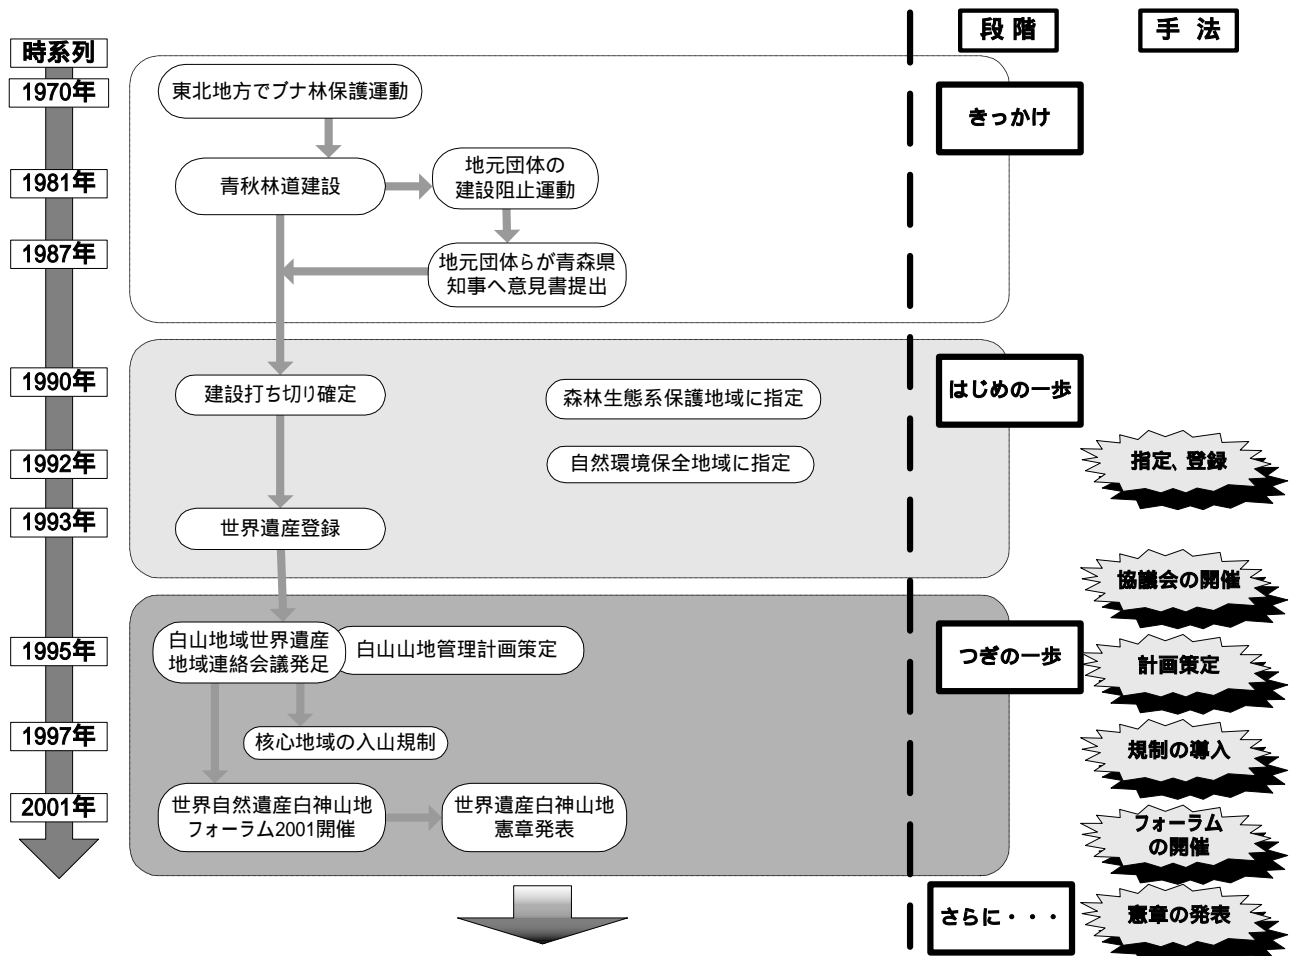 段 階
手 法
時系列
1970年
東北地方でブナ林保護運動
きっかけ
1981年
青秋林道建設
地元団体の
建設阻止運動
1987年
地元団体らが青森県
知事へ意見書提出
1990年
建設打ち切り確定
森林生態系保護地域に指定
はじめの一歩
1992年
自然環境保全地域に指定
指定、登録
1993年
世界遺産登録
協議会の開催
1995年
白山地域世界遺産
地域連絡会議発足
白山山地管理計画策定
つぎの一歩
計画策定
1997年
核心地域の入山規制
規制の導入
2001年
世界自然遺産白神山地
フォーラム2001開催
世界遺産白神山地
憲章発表
フォーラム
の開催
さらに・・・
憲章の発表